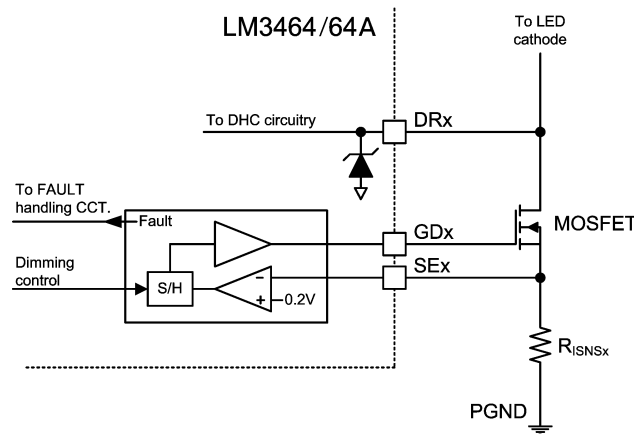 LM3464/64A
To LED
cathode
To DHC circuitry
DRx
To FAULT
handling CCT.
Fault
GDx
MOSFET
Dimming
control
S/H
SEx
-
+
0.2V
RISNSx
PGND